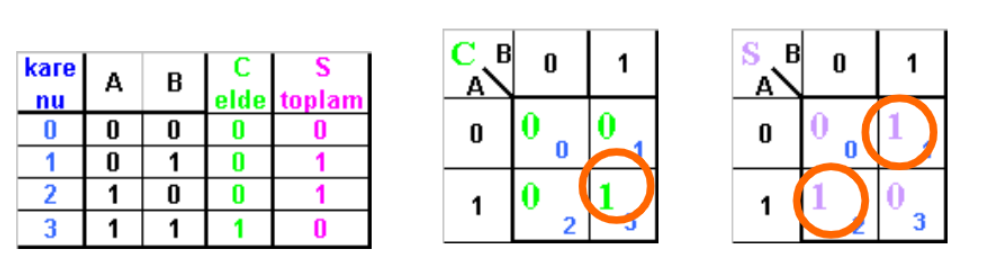 kare nu A B C elde S toplam
0 0 0 0 0
1 0 1 0 1
2 1 0 0 1
3 1 1 1 0
C B A 0 1
0 0 0 0 1
1 0 2 1 3
S B A 0 1
0 0 0 1 1
1 1 2 0 3